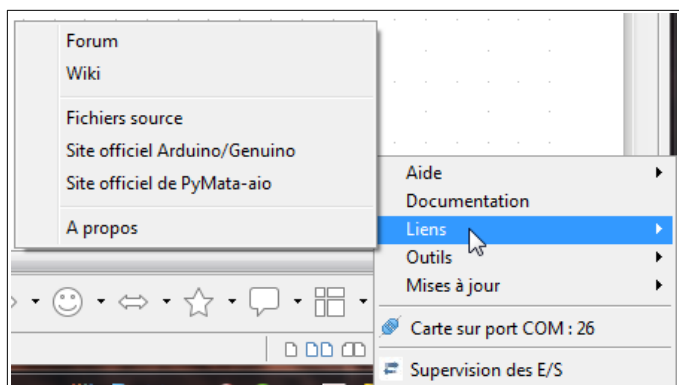 Forum
Wiki
Fichiers source
Site officiel Arduino/Genuino
Site officiel de PyMata-aio
A propos
Aide
Documentation
Liens
Outils
Mises à jour
Carte sur port COM : 26
Supervision des E/S